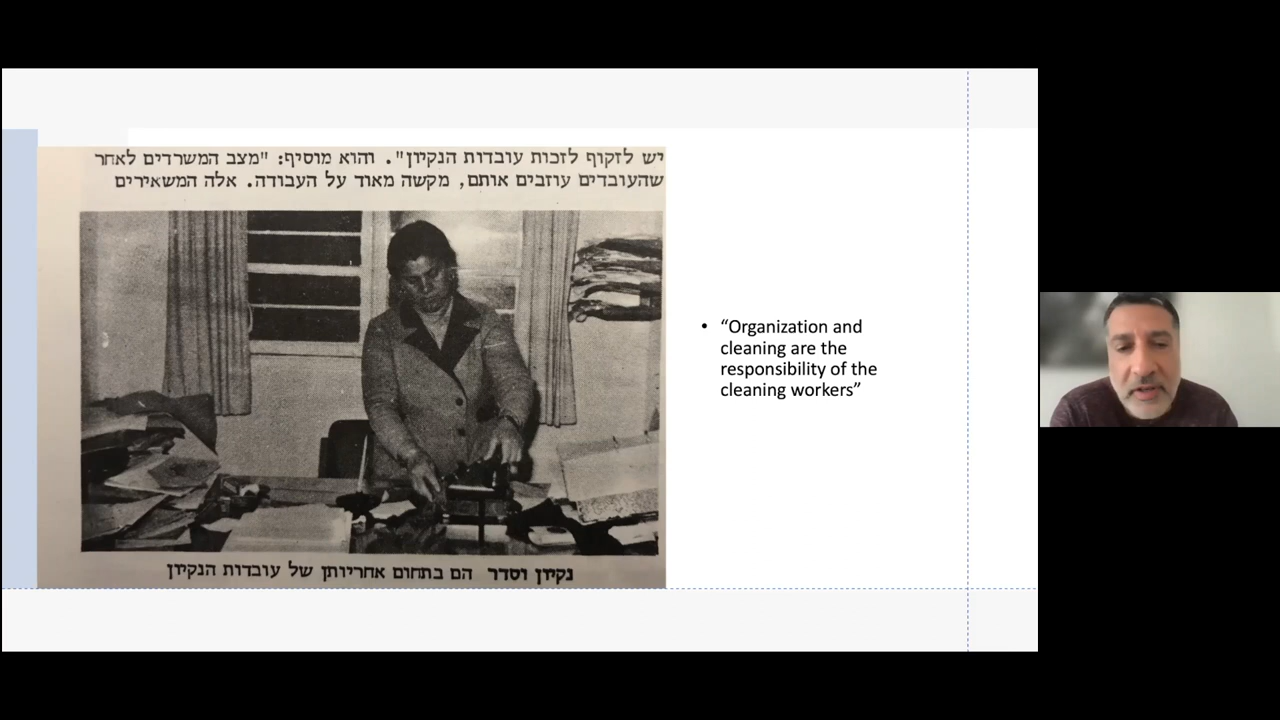 יש לזקוף לזכות עובדות הנקיון". והוא מוסיף: "מצב המשרדים לאחר
שהעובדים עוזבים אותם, מקשה מאוד על העבודה. אלה המשאירים
נקיון וסדר הם בתחום אחריותן של עובדות הנקיון
• “Organization and
cleaning are the
responsibility of the
cleaning workers”